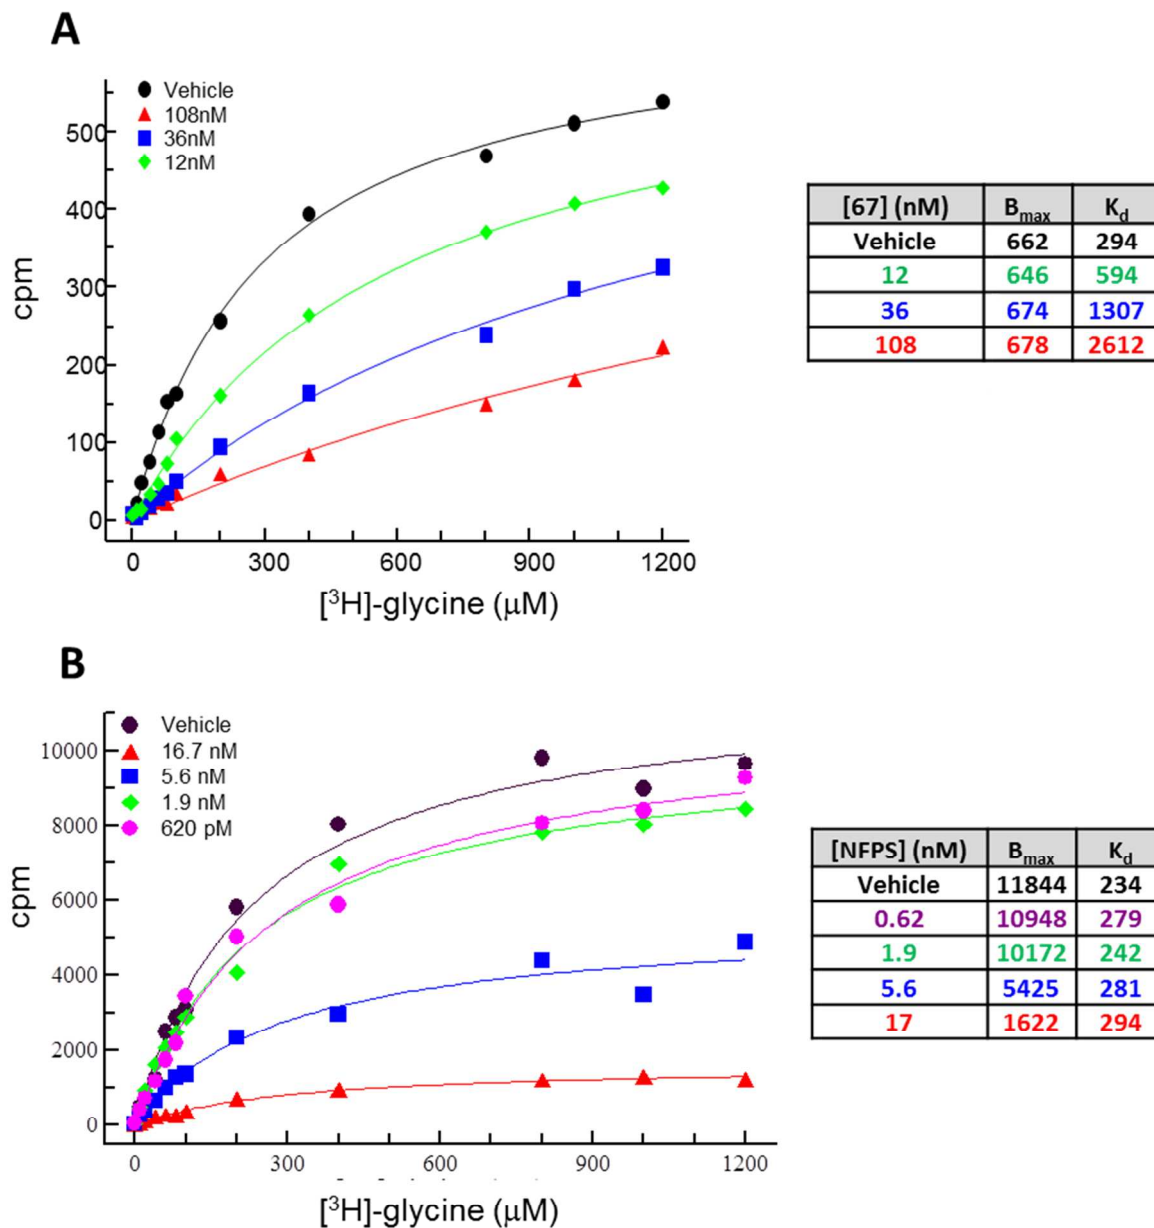 A
Vehicle
108nM
36nM
12nM
500
400
300
200
100
0
cpm
0 300 600 900 1200
[³H]-glycine (μM)
[67] (nM) Bmax Kd
Vehicle 662 294
12 646 594
36 674 1307
108 678 2612
B
Vehicle
16.7 nM
5.6 nM
1.9 nM
620 pM
10000
8000
6000
4000
2000
0
cpm
0 300 600 900 1200
[³H]-glycine (μM)
[NFPS] (nM) Bmax Kd
Vehicle 11844 234
0.62 10948 279
1.9 10172 242
5.6 5425 281
17 1622 294